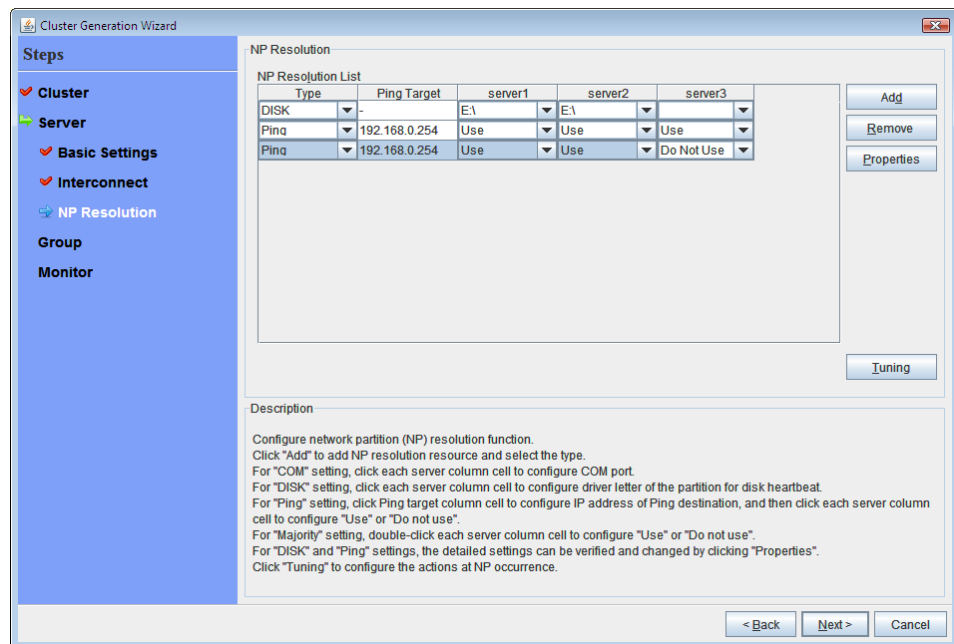 Cluster Generation Wizard
Steps
Cluster
Server
Basic Settings
Interconnect
NP Resolution
Group
Monitor
NP Resolution
NP Resolution List
Type Ping Target server1 server2 server3
DISK - E:\ E:\
Ping 192.168.0.254 Use Use Use
Ping 192.168.0.254 Use Use Do Not Use
Add
Remove
Properties
Tuning
Description
Configure network partition (NP) resolution function.
Click "Add" to add NP resolution resource and select the type.
For "COM" setting, click each server column cell to configure COM port.
For "DISK" setting, click each server column cell to configure driver letter of the partition for disk heartbeat.
For "Ping" setting, click Ping target column cell to configure IP address of Ping destination, and then click each server column
cell to configure "Use" or "Do not use".
For "Majority" setting, double-click each server column cell to configure "Use" or "Do not use".
For "DISK" and "Ping" settings, the detailed settings can be verified and changed by clicking "Properties".
Click "Tuning" to configure the actions at NP occurrence.
< Back Next > Cancel